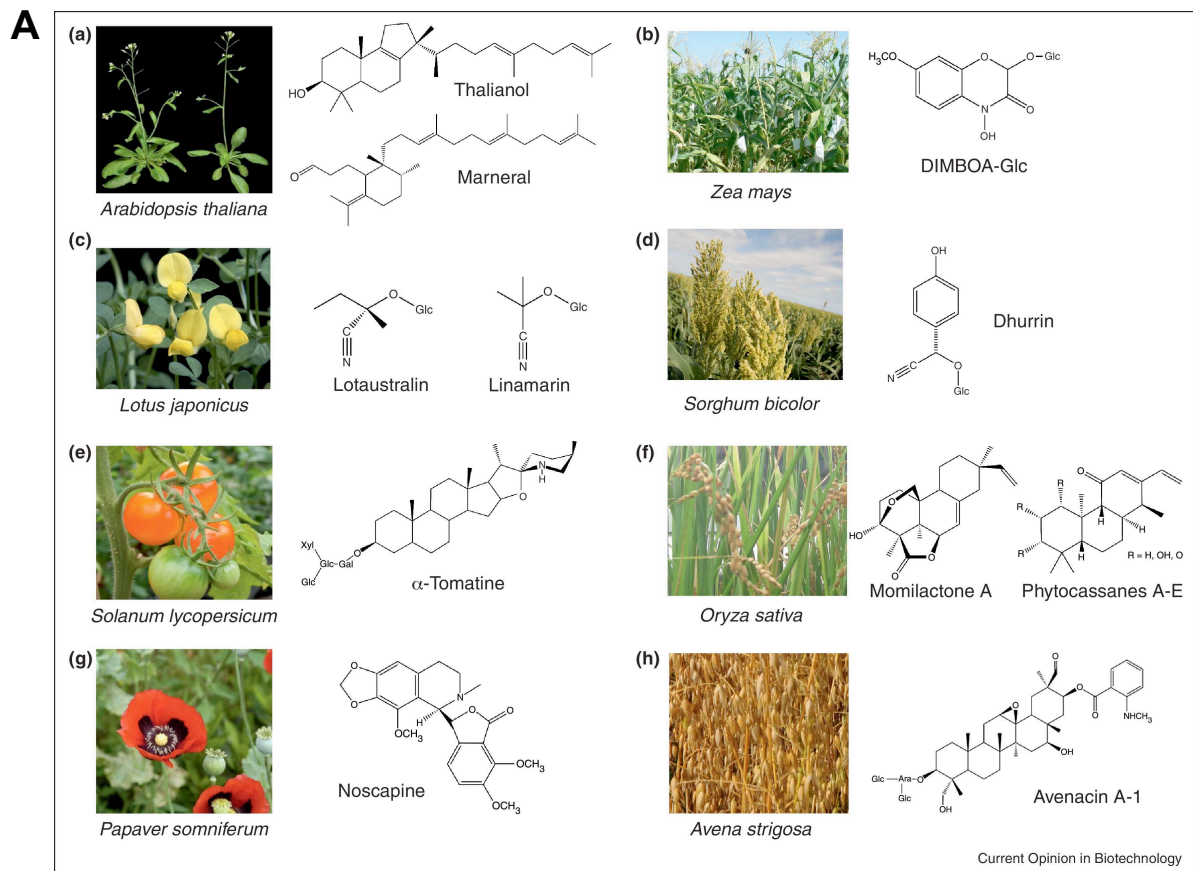 A
(a)
HO
Thalianol
O
Marneral
Arabidopsis thaliana
(b)
H₃CO
O
O
Glc
N
O
OH
DIMBOA-Glc
Zea mays
(c)
O
Glc
C
N
Lotaustralin
O
Glc
C
N
Linamarin
Lotus japonicus
(d)
OH
N
C
O
Glc
Dhurrin
Sorghum bicolor
(e)
N
H
O
O
Xyl
Glc-Gal
Glc
α-Tomatine
Solanum lycopersicum
(f)
O
HO
O
O
Momilactone A
O
R
R
R
H
H
H
R = H, OH, O
Phytocassanes A-E
Oryza sativa
(g)
O
O
N
H
O
O
OCH₃
OCH₃
OCH₃
Noscapine
Papaver somniferum
(h)
O
O
O
NHCH₃
O
OH
Glc
Ara
O
Glc
OH
Avenacin A-1
Avena strigosa
Current Opinion in Biotechnology